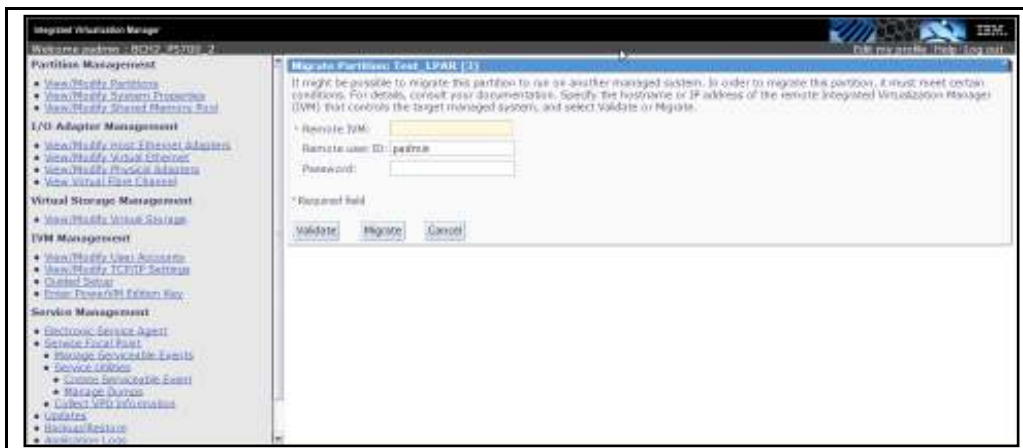 Integrated Virtualization Manager
IBM.
Welcome padmin : BCH2_PS700_2
Edit my profile Help Log out
Partition Management
View/Modify Partitions
View/Modify System Properties
View/Modify Shared Memory Pool
I/O Adapter Management
View/Modify Host Ethernet Adapters
View/Modify Virtual Ethernet
View/Modify Physical Adapters
View Virtual Fibre Channel
Virtual Storage Management
View/Modify Virtual Storage
IVM Management
View/Modify User Accounts
View/Modify TCP/IP Settings
Guided Setup
Enter PowerVM Edition Key
Service Management
Electronic Service Agent
Service Focal Point
Manage Serviceable Events
Service Utilities
Create Serviceable Event
Manage Dumps
Collect VPD Information
Updates
Backup/Restore
Application Logs
Migrate Partition: Test_LPAR (3)
It might be possible to migrate this partition to run on another managed system. In order to migrate this partition, it must meet certain
conditions. For details, consult your documentation. Specify the hostname or IP address of the remote Integrated Virtualization Manager
(IVM) that controls the target managed system, and select Validate or Migrate.
* Remote IVM:
Remote user ID: padmin
Password:
* Required field
Validate Migrate Cancel